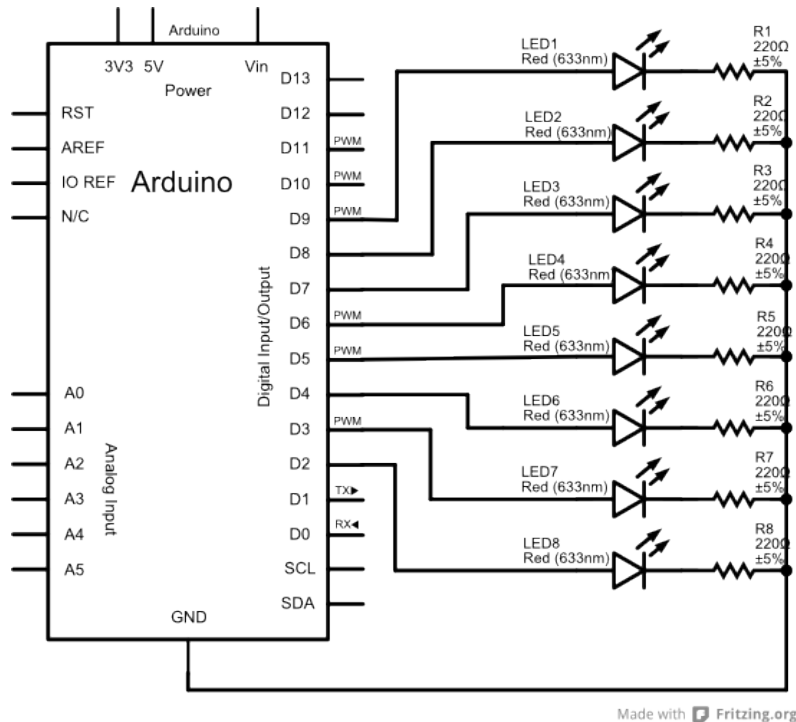 Arduino
3V3 5V Vin
Power
RST
AREF
IO REF
N/C
Arduino
A0
A1
A2
A3
A4
A5
Analog Input
Digital Input/Output
D13
D12
D11 PWM
D10 PWM
D9 PWM
D8
D7
D6 PWM
D5 PWM
D4
D3 PWM
D2
D1 TX▶
D0 RX◀
SCL
SDA
GND
LED1
Red (633nm)
LED2
Red (633nm)
LED3
Red (633nm)
LED4
Red (633nm
LED5
Red (633nm)
LED6
Red (633nm)
LED7
Red (633nm)
LED8
Red (633nm)
R1
220Ω
±5%
R2
220Ω
±5%
R3
220Ω
±5%
R4
220Ω
±5%
R5
220Ω
±5%
R6
220Ω
±5%
R7
220Ω
±5%
R8
220Ω
±5%
Made with Fritzing.org